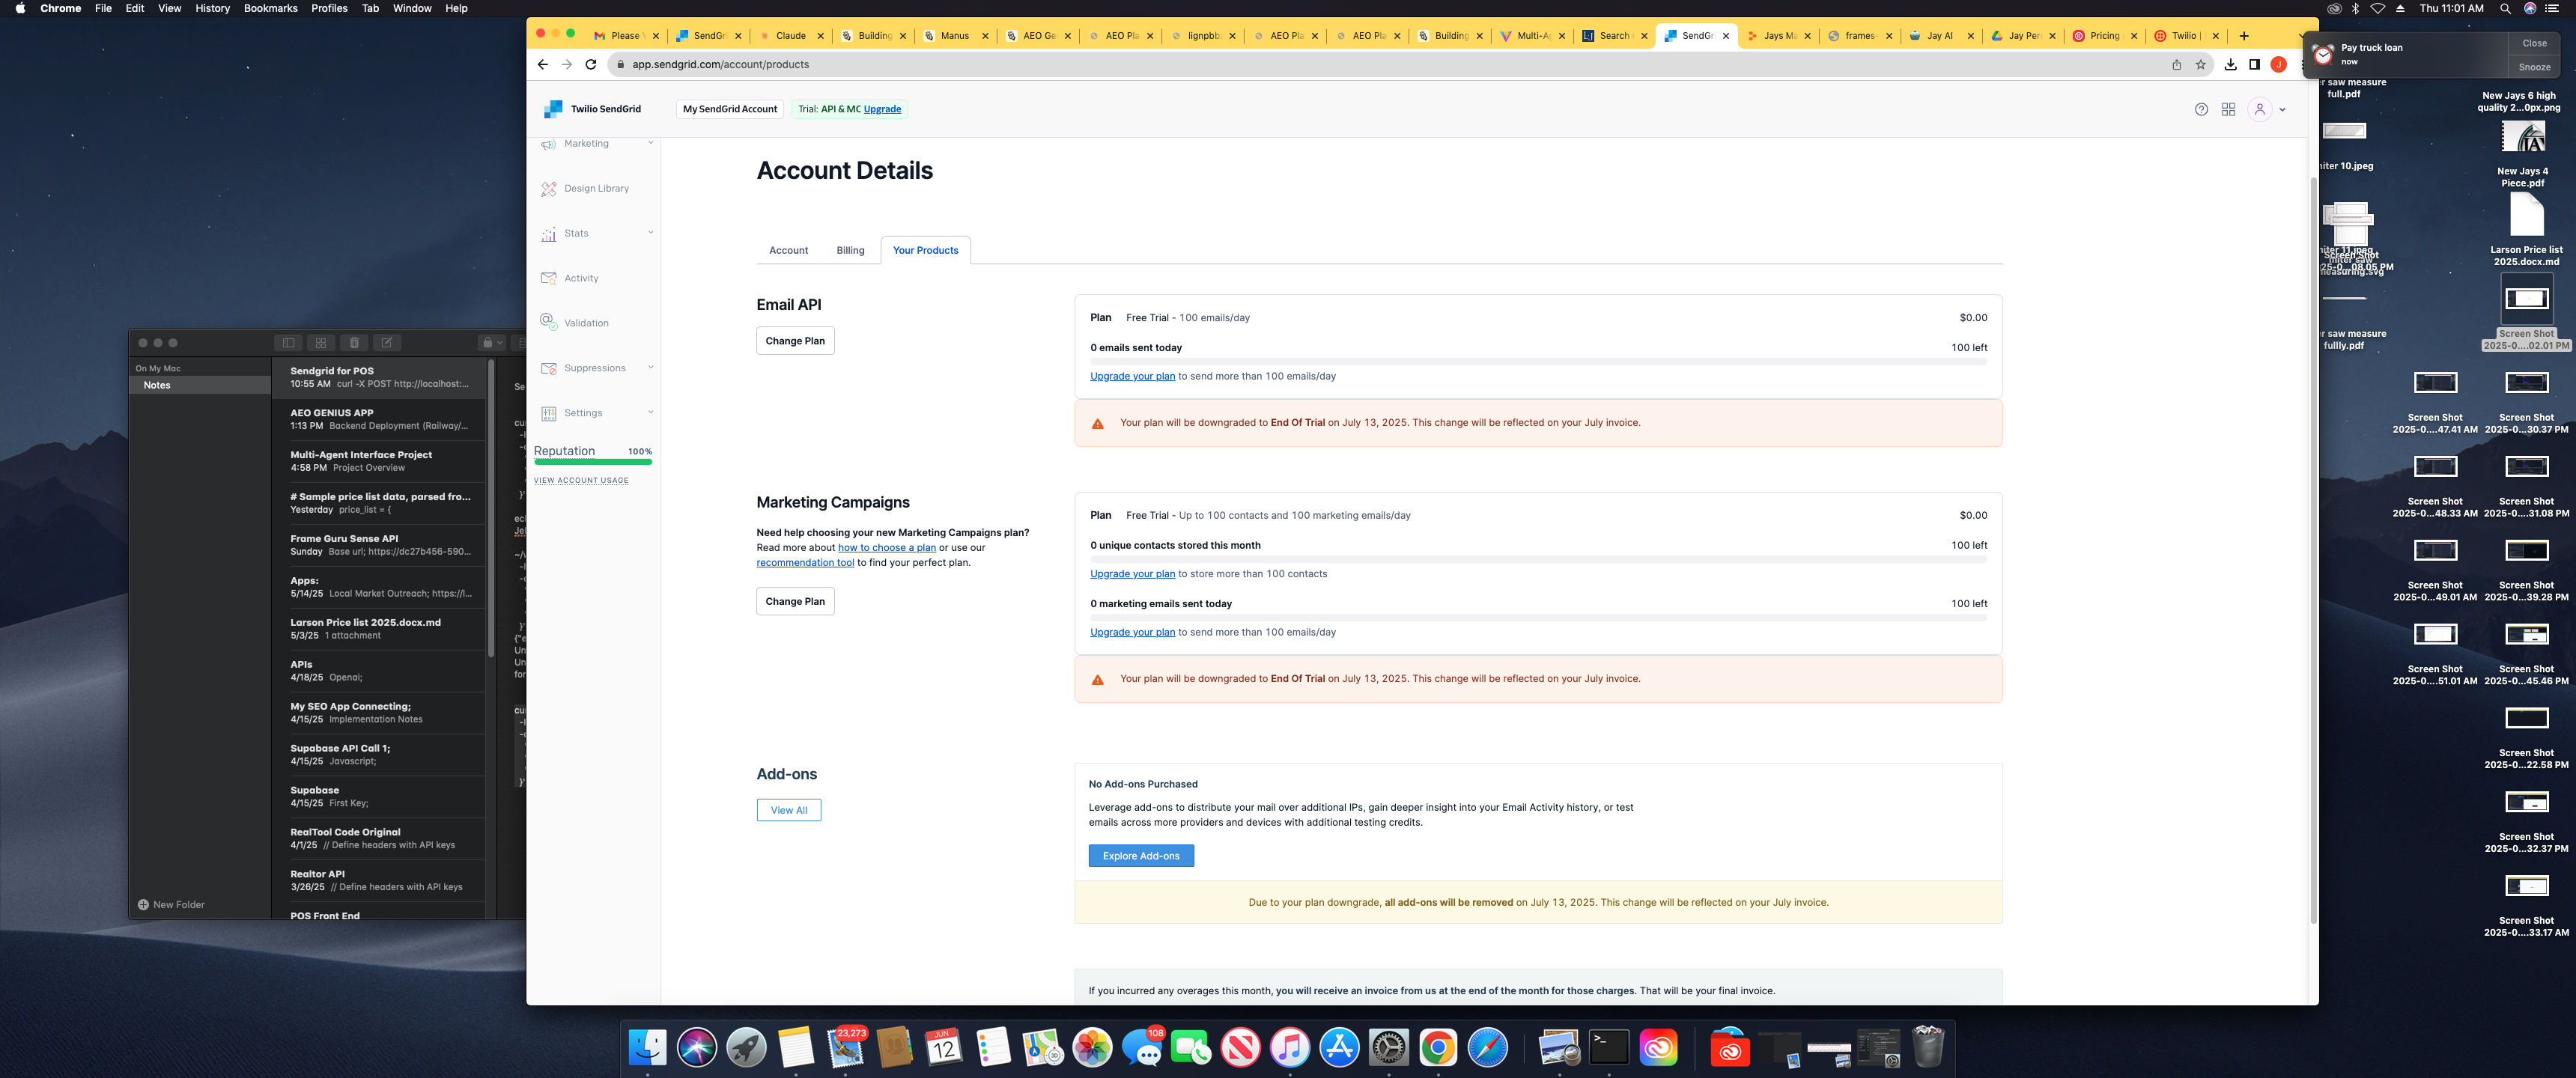 Chrome File Edit View History Bookmarks Profiles Tab Window Help
Thu 11:01 AM
Please
SendGri
Claude
Building
Manus
AEO Ge
AEO Pla
lignpbb
AEO Pla
AEO Pla
Building
Multi-Ag
Search
SendGri
Jays Ma
frames-
Jay AI
Jay Per
Pricing
Twilio |
app.sendgrid.com/account/products
Pay truck loan
now
Close
Snooze
Twilio SendGrid
My SendGrid Account
Trial: API & MC Upgrade
Marketing
Design Library
Stats
Activity
Validation
Suppressions
Settings
Reputation 100%
VIEW ACCOUNT USAGE
Account Details
Account
Billing
Your Products
Email API
Change Plan
Plan Free Trial - 100 emails/day $0.00
0 emails sent today 100 left
Upgrade your plan to send more than 100 emails/day
Your plan will be downgraded to End Of Trial on July 13, 2025. This change will be reflected on your July invoice.
Marketing Campaigns
Need help choosing your new Marketing Campaigns plan?
Read more about how to choose a plan or use our
recommendation tool to find your perfect plan.
Change Plan
Plan Free Trial - Up to 100 contacts and 100 marketing emails/day $0.00
0 unique contacts stored this month 100 left
Upgrade your plan to store more than 100 contacts
0 marketing emails sent today 100 left
Upgrade your plan to send more than 100 emails/day
Your plan will be downgraded to End Of Trial on July 13, 2025. This change will be reflected on your July invoice.
Add-ons
View All
No Add-ons Purchased
Leverage add-ons to distribute your mail over additional IPs, gain deeper insight into your Email Activity history, or test
emails across more providers and devices with additional testing credits.
Explore Add-ons
Due to your plan downgrade, all add-ons will be removed on July 13, 2025. This change will be reflected on your July invoice.
If you incurred any overages this month, you will receive an invoice from us at the end of the month for those charges. That will be your final invoice.
On My Mac
Notes
New Folder
Sendgrid for POS
10:55 AM curl -X POST http://localhost:...
AEO GENIUS APP
1:13 PM Backend Deployment (Railway/...
Multi-Agent Interface Project
4:58 PM Project Overview
# Sample price list data, parsed fro...
Yesterday price_list = {
Frame Guru Sense API
Sunday Base url; https://dc27b456-590...
Apps:
5/14/25 Local Market Outreach; https://l...
Larson Price list 2025.docx.md
5/3/25 1 attachment
APIs
4/18/25 Openai;
My SEO App Connecting;
4/15/25 Implementation Notes
Supabase API Call 1;
4/15/25 Javascript;
Supabase
4/15/25 First Key;
RealTool Code Original
4/1/25 // Define headers with API keys
Realtor API
3/26/25 // Define headers with API keys
POS Front End
er saw measure
full.pdf
New Jays 6 high
quality 2...0px.png
niter 10.jpeg
New Jays 4
Piece.pdf
Larson Price list
2025.docx.md
niter 11.jpeg
Screen Shot
25-0....08.05 PM
er saw measure
fullly.pdf
Screen Shot
2025-0....02.01 PM
Screen Shot
2025-0....47.41 AM
Screen Shot
2025-0...30.37 PM
Screen Shot
2025-0...48.33 AM
Screen Shot
2025-0....31.08 PM
Screen Shot
2025-0...49.01 AM
Screen Shot
2025-0...39.28 PM
Screen Shot
2025-0....51.01 AM
Screen Shot
2025-0...45.46 PM
Screen Shot
2025-0...22.58 PM
Screen Shot
2025-0...32.37 PM
Screen Shot
2025-0...33.17 AM
23,273
JUN
12
108